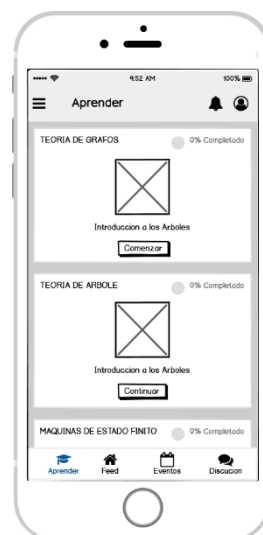 9:52 AM 100%
Aprender
TEORIA DE GRAFOS 0% Completado
Introduccion a los Arboles
Comenzar
TEORIA DE ARBOLE 0% Completado
Introduccion a los Arboles
Continuar
MAQUINAS DE ESTADO FINITO 0% Completado
Aprender Feed Eventos Discucion